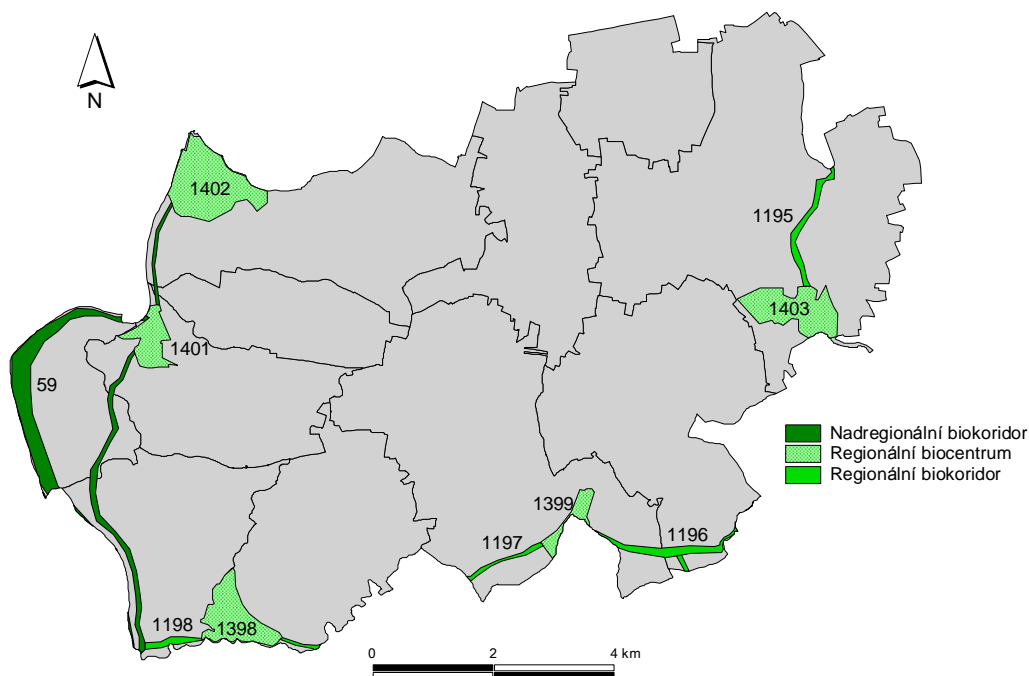 N
1402
1195
1403
1401
59
Nadregionální biokoridor
Regionální biocentrum
Regionální biokoridor
1399
1196
1197
1198
1398
0 2 4 km